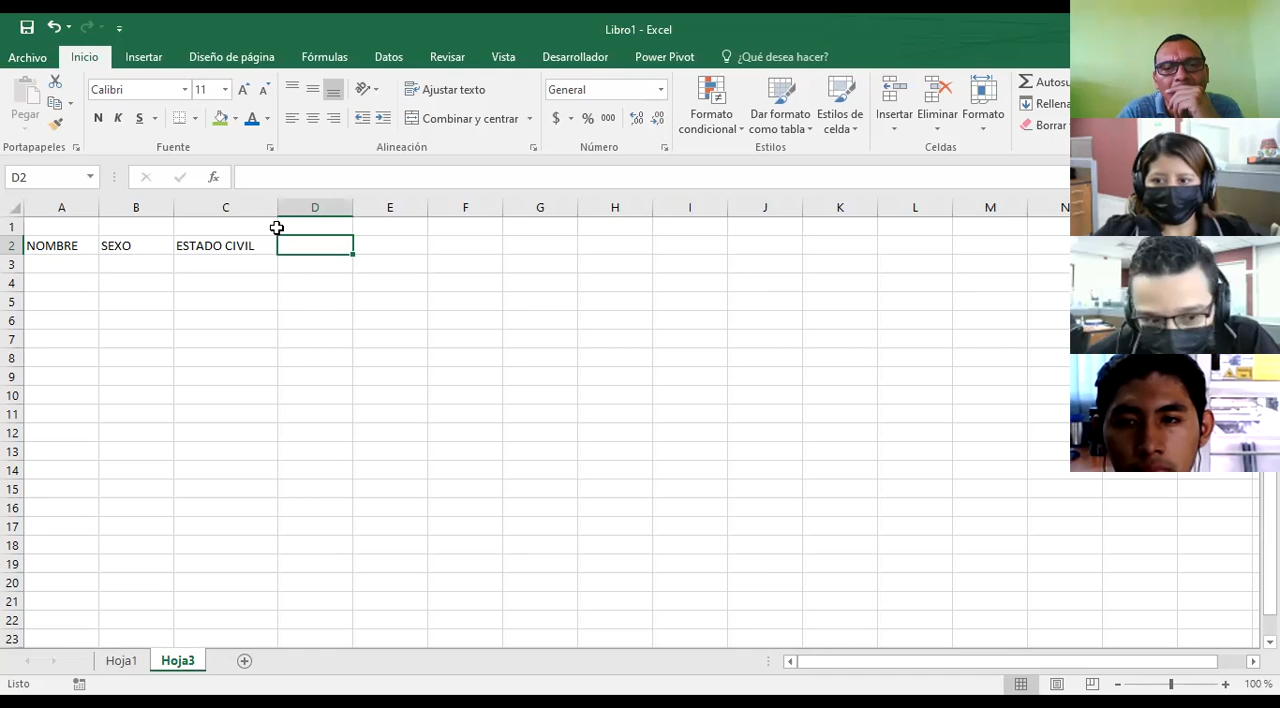 Libro1 - Excel
Archivo Inicio Insertar Diseño de página Fórmulas Datos Revisar Vista Desarrollador Power Pivot ¿Qué desea hacer?
Pegar
Calibri 11
N K S
Ajustar texto
Combinar y centrar
General
$ % 000
Formato condicional
Dar formato como tabla
Estilos de celda
Insertar Eliminar Formato
Σ Autosu
Rellena
Borrar
Portapapeles Fuente Alineación Número Estilos Celdas
D2 fx
A B C D E F G H I J K L M N
1
2 NOMBRE SEXO ESTADO CIVIL
3
4
5
6
7
8
9
10
11
12
13
14
15
16
17
18
19
20
21
22
23
Hoja1 Hoja3
Listo 100 %